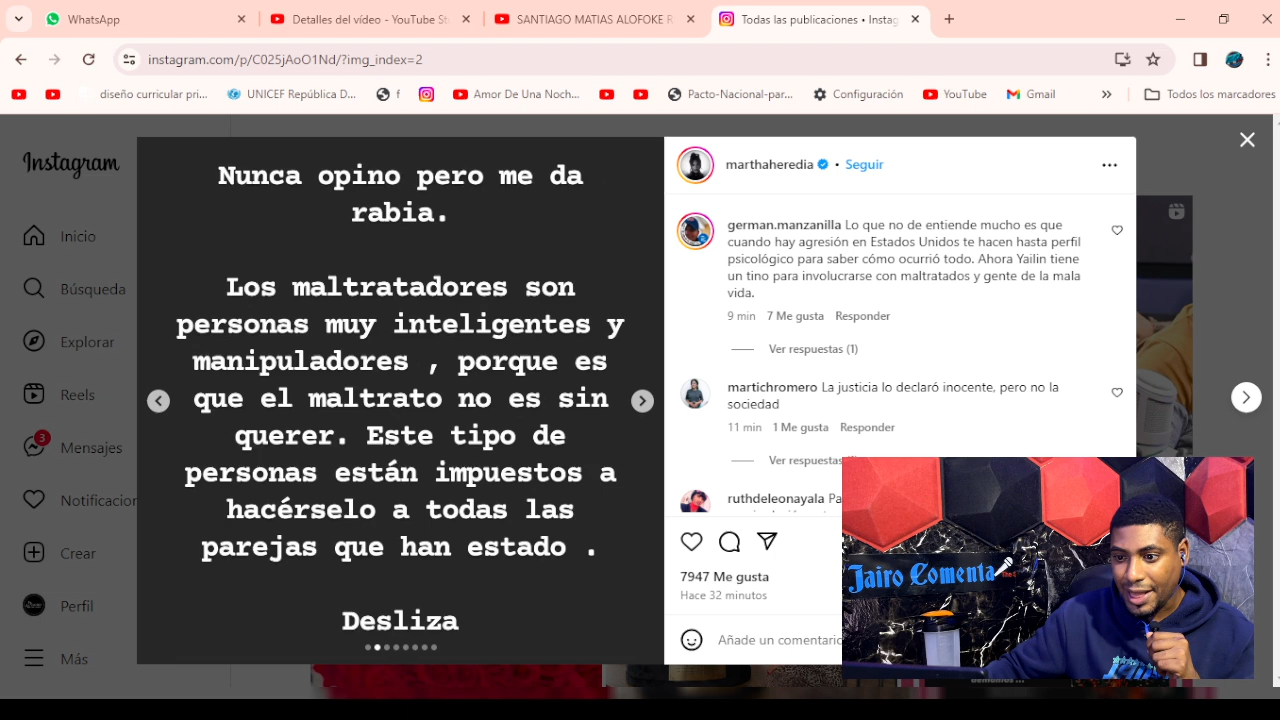 WhatsApp
Detalles del vídeo - YouTube St
SANTIAGO MATIAS ALOFOKE R
Todas las publicaciones • Instag
instagram.com/p/C025jAoO1Nd/?img_index=2
diseño curricular pri...
UNICEF República D...
f
Amor De Una Noch...
Pacto-Nacional-par...
Configuración
YouTube
Gmail
Todos los marcadores
Instagram
Inicio
Búsqueda
Explorar
Reels
3
Mensajes
Notificacion
Crear
Perfil
Más
Nunca opino pero me da
rabia.
Los maltratadores son
personas muy inteligentes y
manipuladores , porque es
que el maltrato no es sin
querer. Este tipo de
personas están impuestos a
hacérselo a todas las
parejas que han estado .
Desliza
marthaheredia • Seguir
german.manzanilla Lo que no de entiende mucho es que
cuando hay agresión en Estados Unidos te hacen hasta perfil
psicológico para saber cómo ocurrió todo. Ahora Yailin tiene
un tino para involucrarse con maltratados y gente de la mala
vida.
9 min 7 Me gusta Responder
Ver respuestas (1)
martichromero La justicia lo declaró inocente, pero no la
sociedad
11 min 1 Me gusta Responder
Ver respuestas
ruthdeleonayala Pa
7947 Me gusta
Hace 32 minutos
Añade un comentario
Jairo Comenta